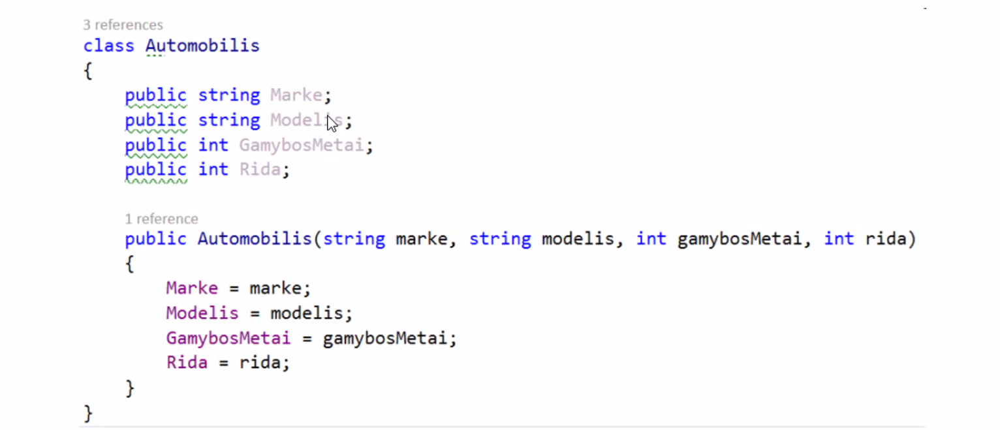 3 references
class Automobilis
{
public string Marke;
public string Modelis;
public int GamybosMetai;
public int Rida;
1 reference
public Automobilis(string marke, string modelis, int gamybosMetai, int rida)
{
Marke = marke;
Modelis = modelis;
GamybosMetai = gamybosMetai;
Rida = rida;
}
}